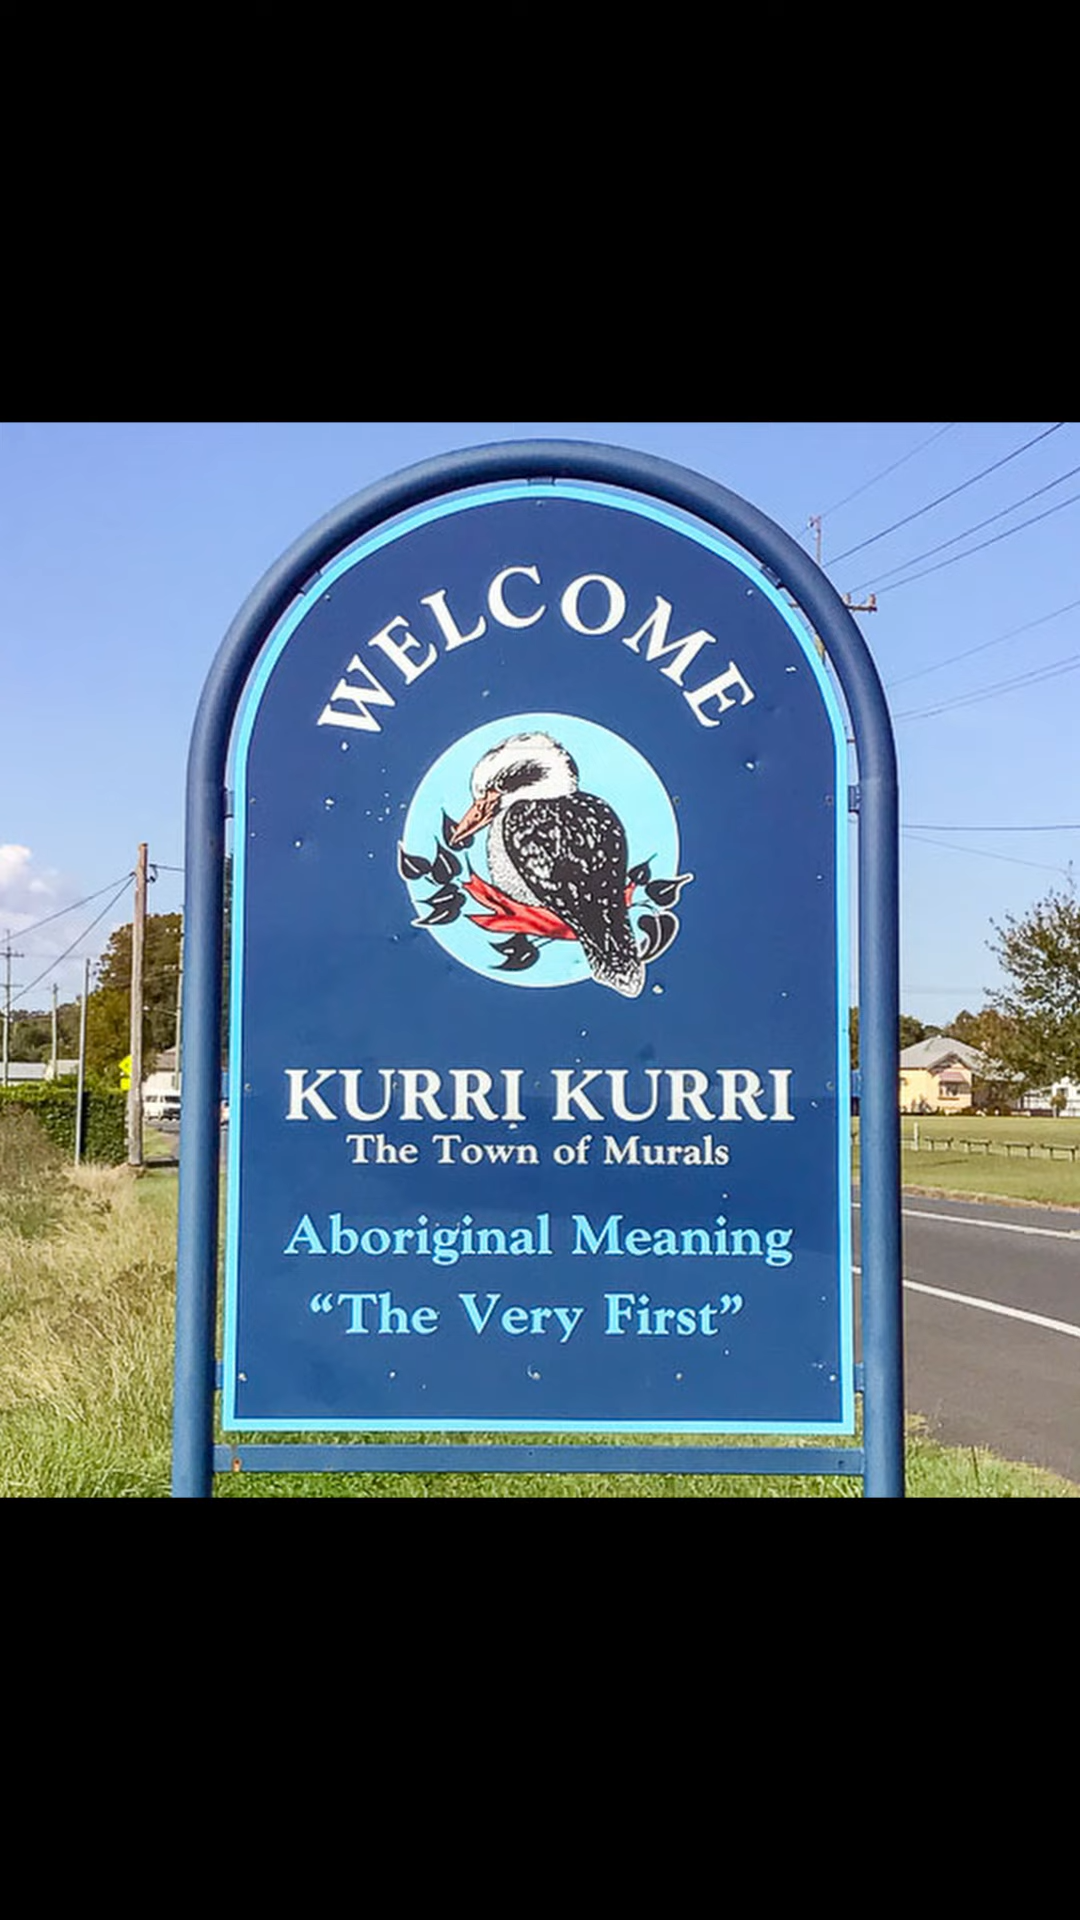 WELCOME
KURRI KURRI
The Town of Murals
Aboriginal Meaning
“The Very First”